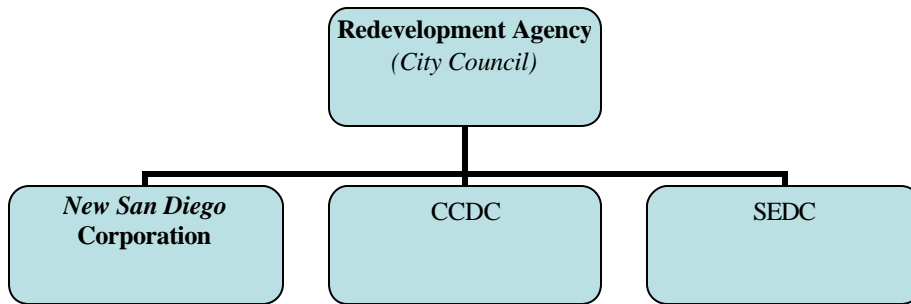 Redevelopment Agency
(City Council)
New San Diego
Corporation
CCDC
SEDC